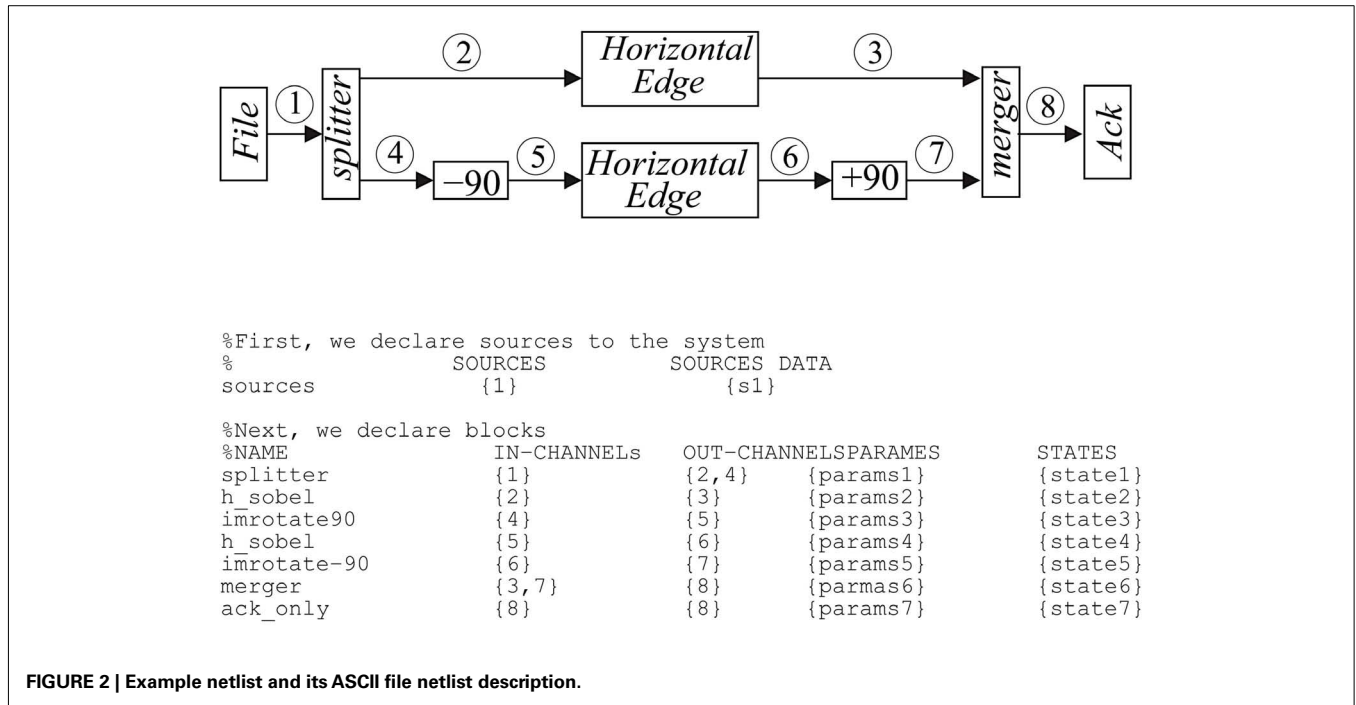 ② Horizontal Edge ③
File ① splitter merger ⑧ Ack
④ −90 ⑤ Horizontal Edge ⑥ +90 ⑦
%First, we declare sources to the system
% SOURCES SOURCES DATA
sources {1} {s1}
%Next, we declare blocks
%NAME IN-CHANNELs OUT-CHANNELSPARAMES STATES
splitter {1} {2,4} {params1} {state1}
h_sobel {2} {3} {params2} {state2}
imrotate90 {4} {5} {params3} {state3}
h_sobel {5} {6} {params4} {state4}
imrotate-90 {6} {7} {params5} {state5}
merger {3,7} {8} {parmas6} {state6}
ack_only {8} {8} {params7} {state7}
FIGURE 2 | Example netlist and its ASCII file netlist description.